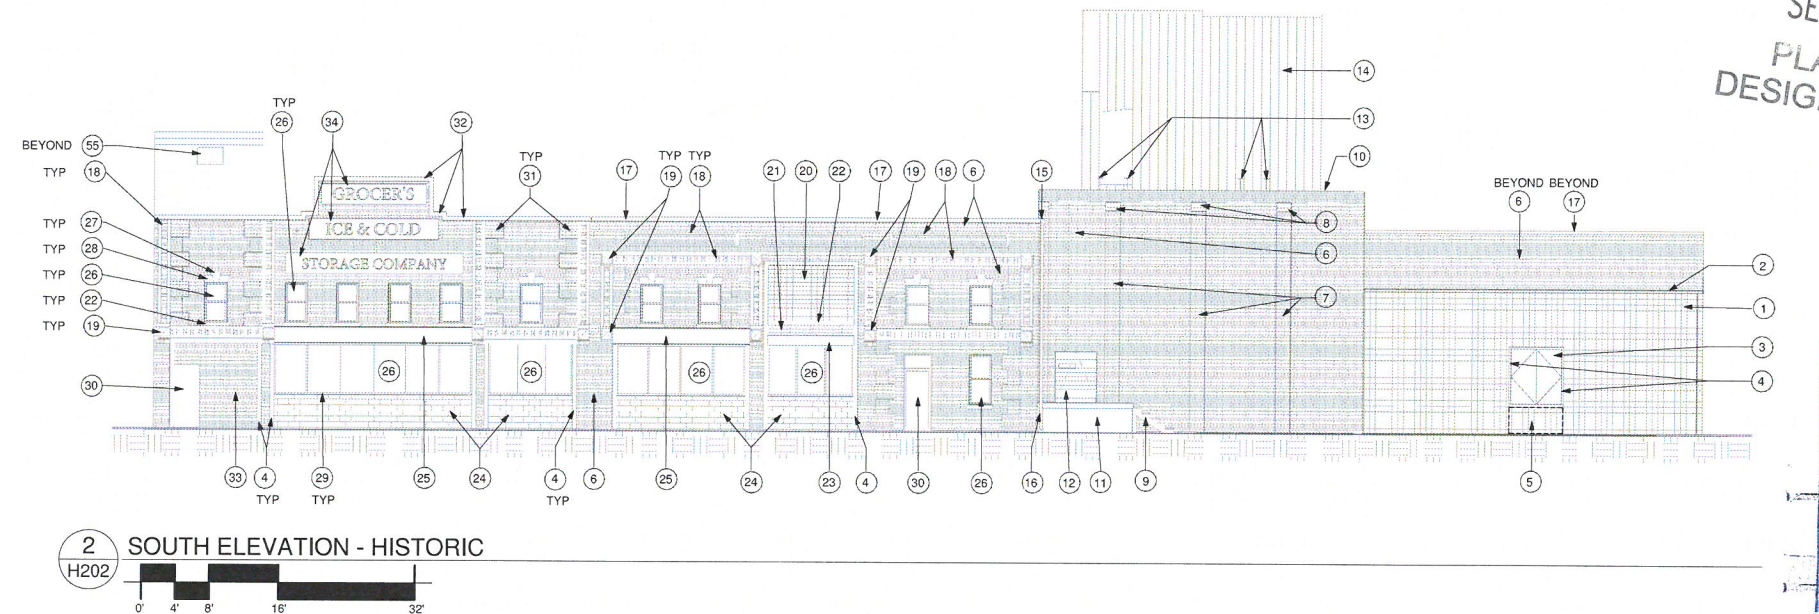 SE
PLA
DESIG
14
TYP
26 34 32 13
BEYOND 55
TYP TYP TYP
TYP 18 31 17 19 18 21 20 22 17 19 18 6 15 10
BEYOND BEYOND
6 17
GROCER'S
TYP 27 ICE & COLD 8
TYP 28 STORAGE COMPANY 6
2
TYP 26
7
TYP 22 1
TYP 19
3
30 26 26 26 26 12 4
33 4 29 25 24 4 6 25 24 23 4 30 26 16 12 11 9 5
TYP TYP TYP
2 SOUTH ELEVATION - HISTORIC
H202
0' 4' 8' 16' 32'